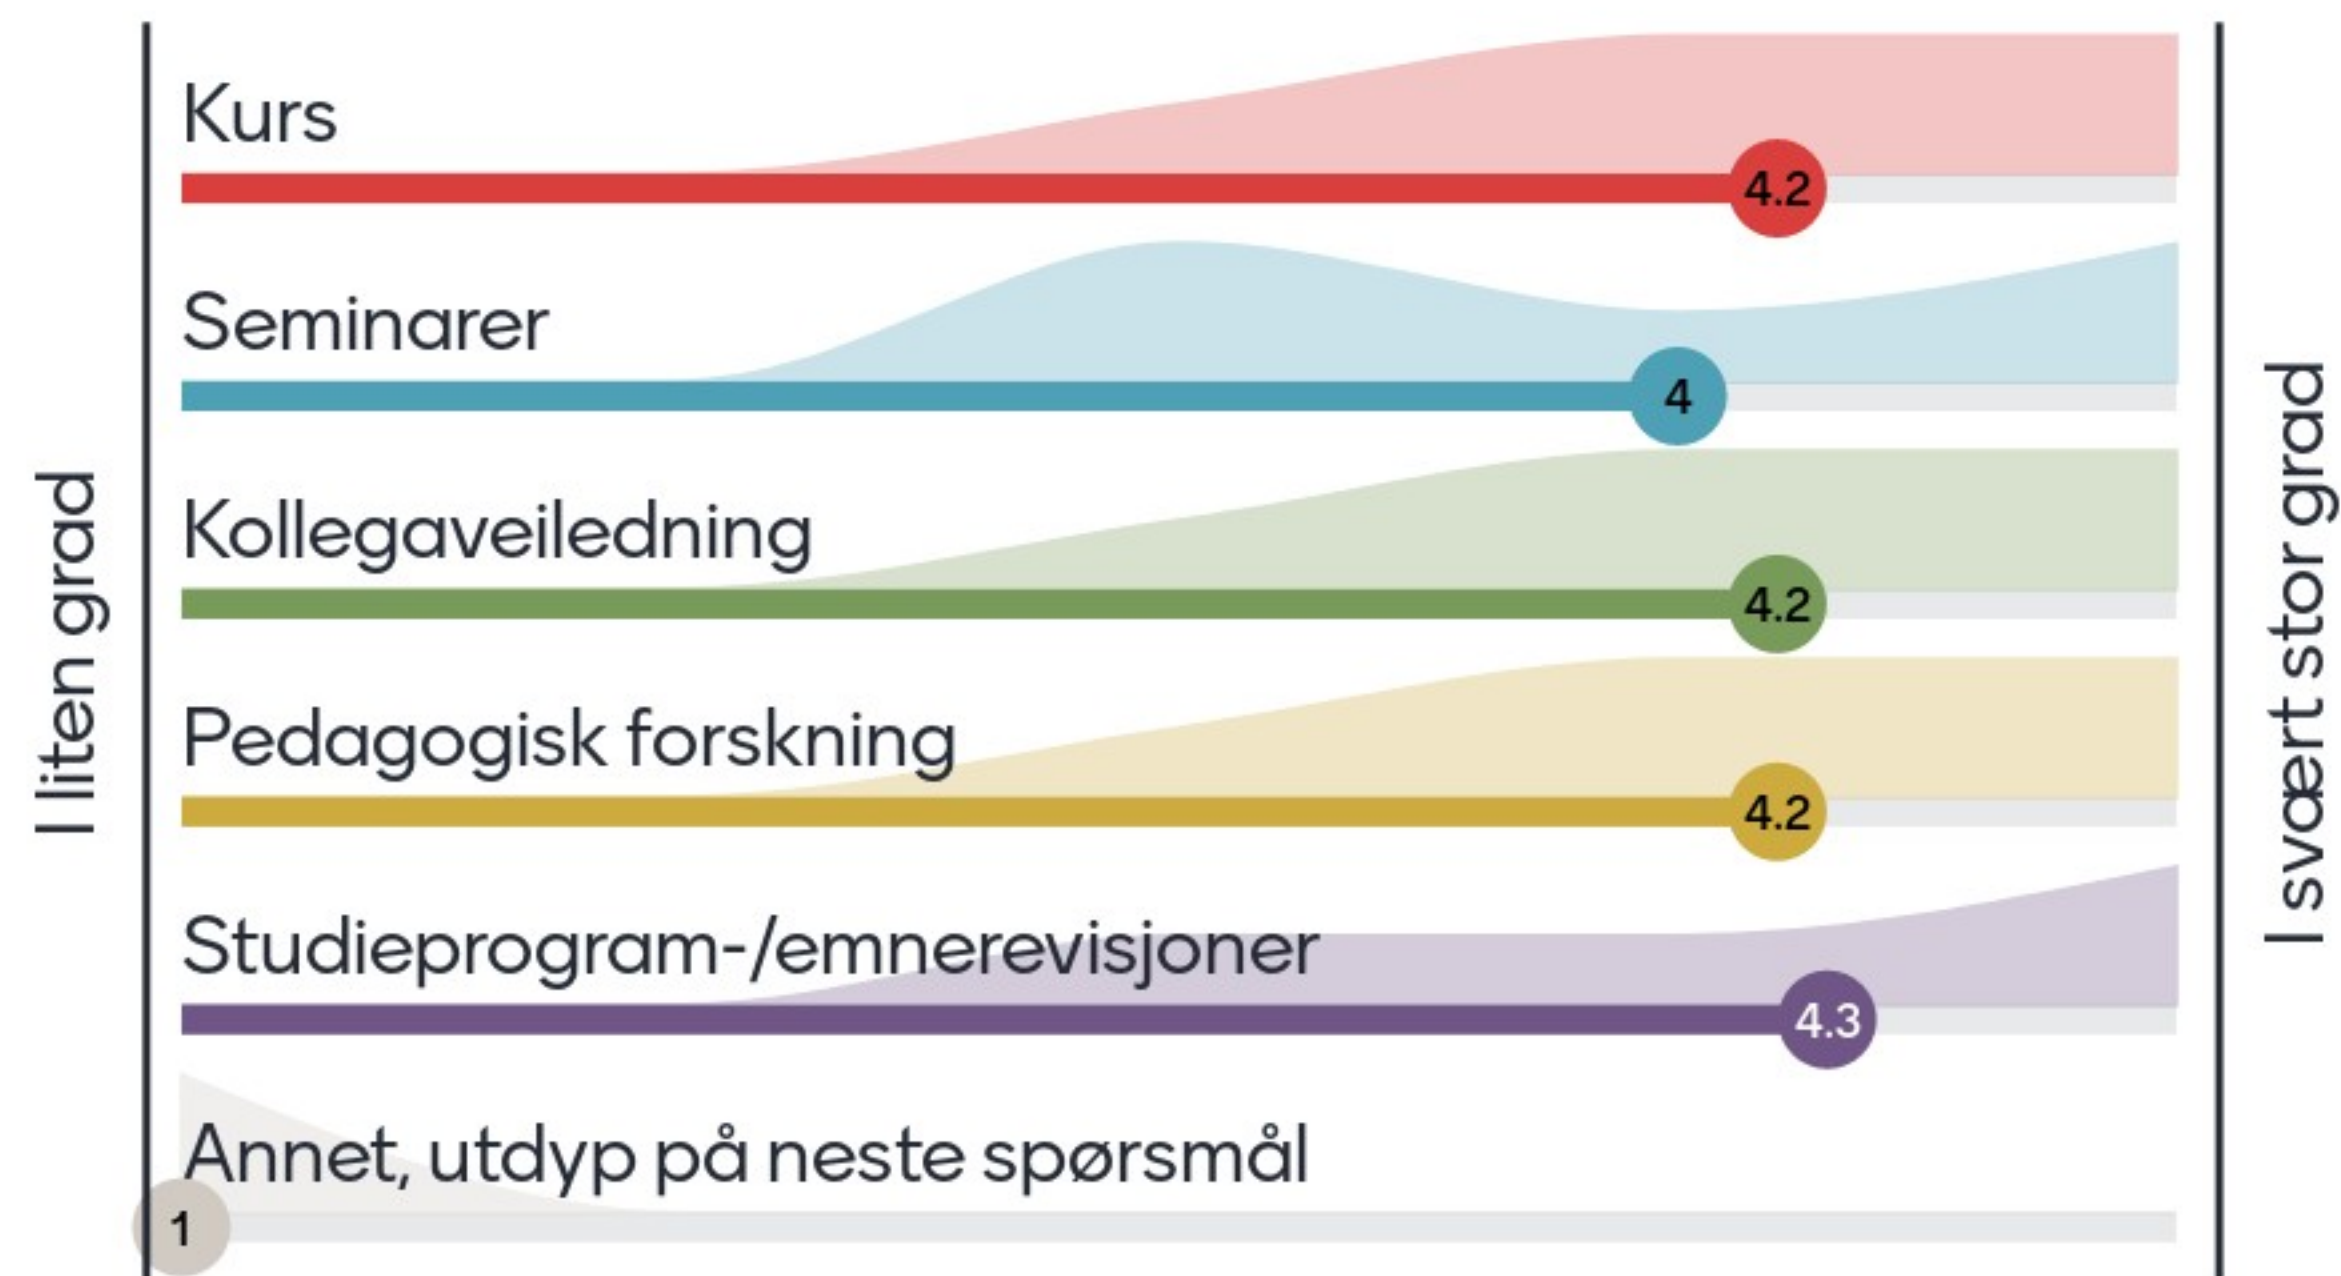 I liten grad
Kurs
4.2
Seminarer
4
Kollegaveiledning
4.2
Pedagogisk forskning
4.2
Studieprogram-/emnerevisjoner
4.3
Annet, utdyp på neste spørsmål
1
I svært stor grad